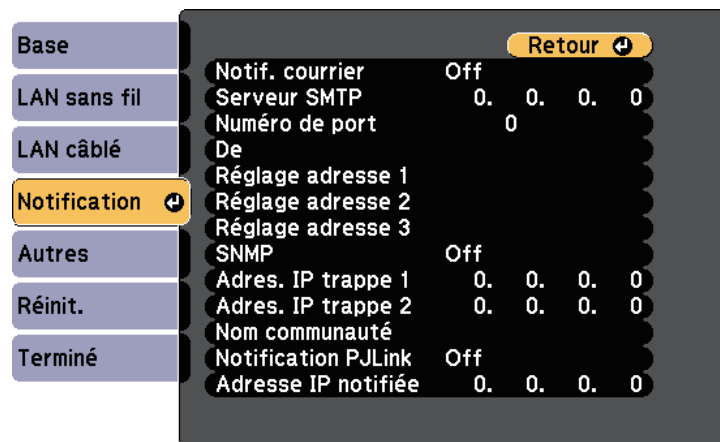 Base
LAN sans fil
LAN câblé
Notification
Autres
Réinit.
Terminé
Retour
Notif. courrier Off
Serveur SMTP 0. 0. 0. 0
Numéro de port 0
De
Réglage adresse 1
Réglage adresse 2
Réglage adresse 3
SNMP Off
Adres. IP trappe 1 0. 0. 0. 0
Adres. IP trappe 2 0. 0. 0. 0
Nom communauté
Notification PJLink Off
Adresse IP notifiée 0. 0. 0. 0